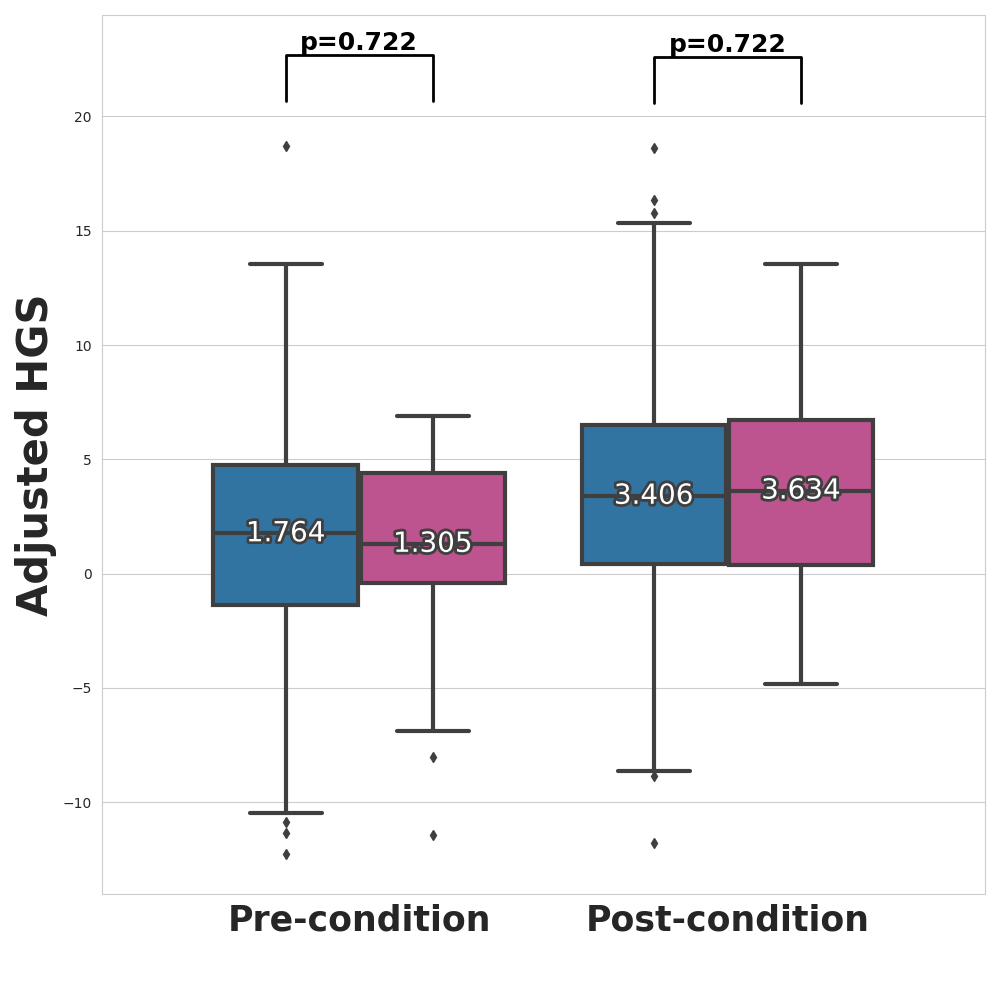 p=0.722
p=0.722
20
15
10
5
0
−5
−10
Adjusted HGS
1.764
1.305
3.406
3.634
Pre-condition
Post-condition